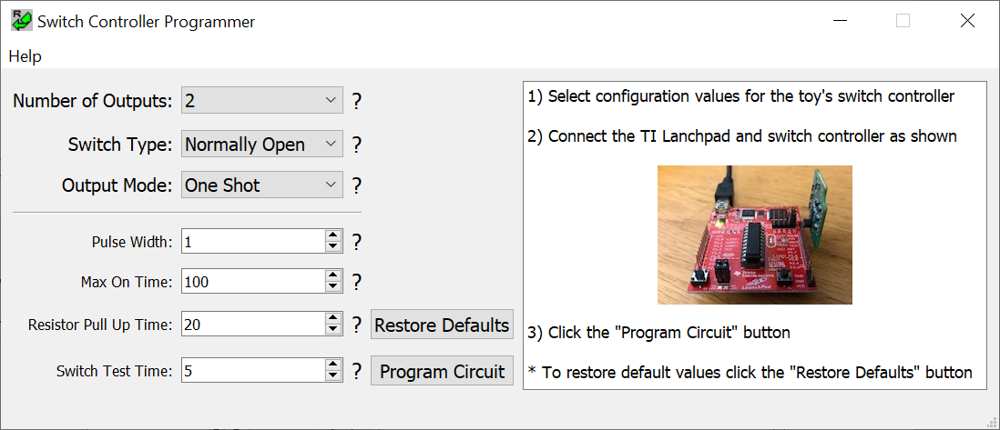 Switch Controller Programmer
Help
Number of Outputs: 2 ?
Switch Type: Normally Open ?
Output Mode: One Shot ?
Pulse Width: 1 ?
Max On Time: 100 ?
Resistor Pull Up Time: 20 ? Restore Defaults
Switch Test Time: 5 ? Program Circuit
1) Select configuration values for the toy's switch controller
2) Connect the TI Lanchpad and switch controller as shown
TEXAS
INSTRUMENTS
LaunchPad
3) Click the "Program Circuit" button
* To restore default values click the "Restore Defaults" button